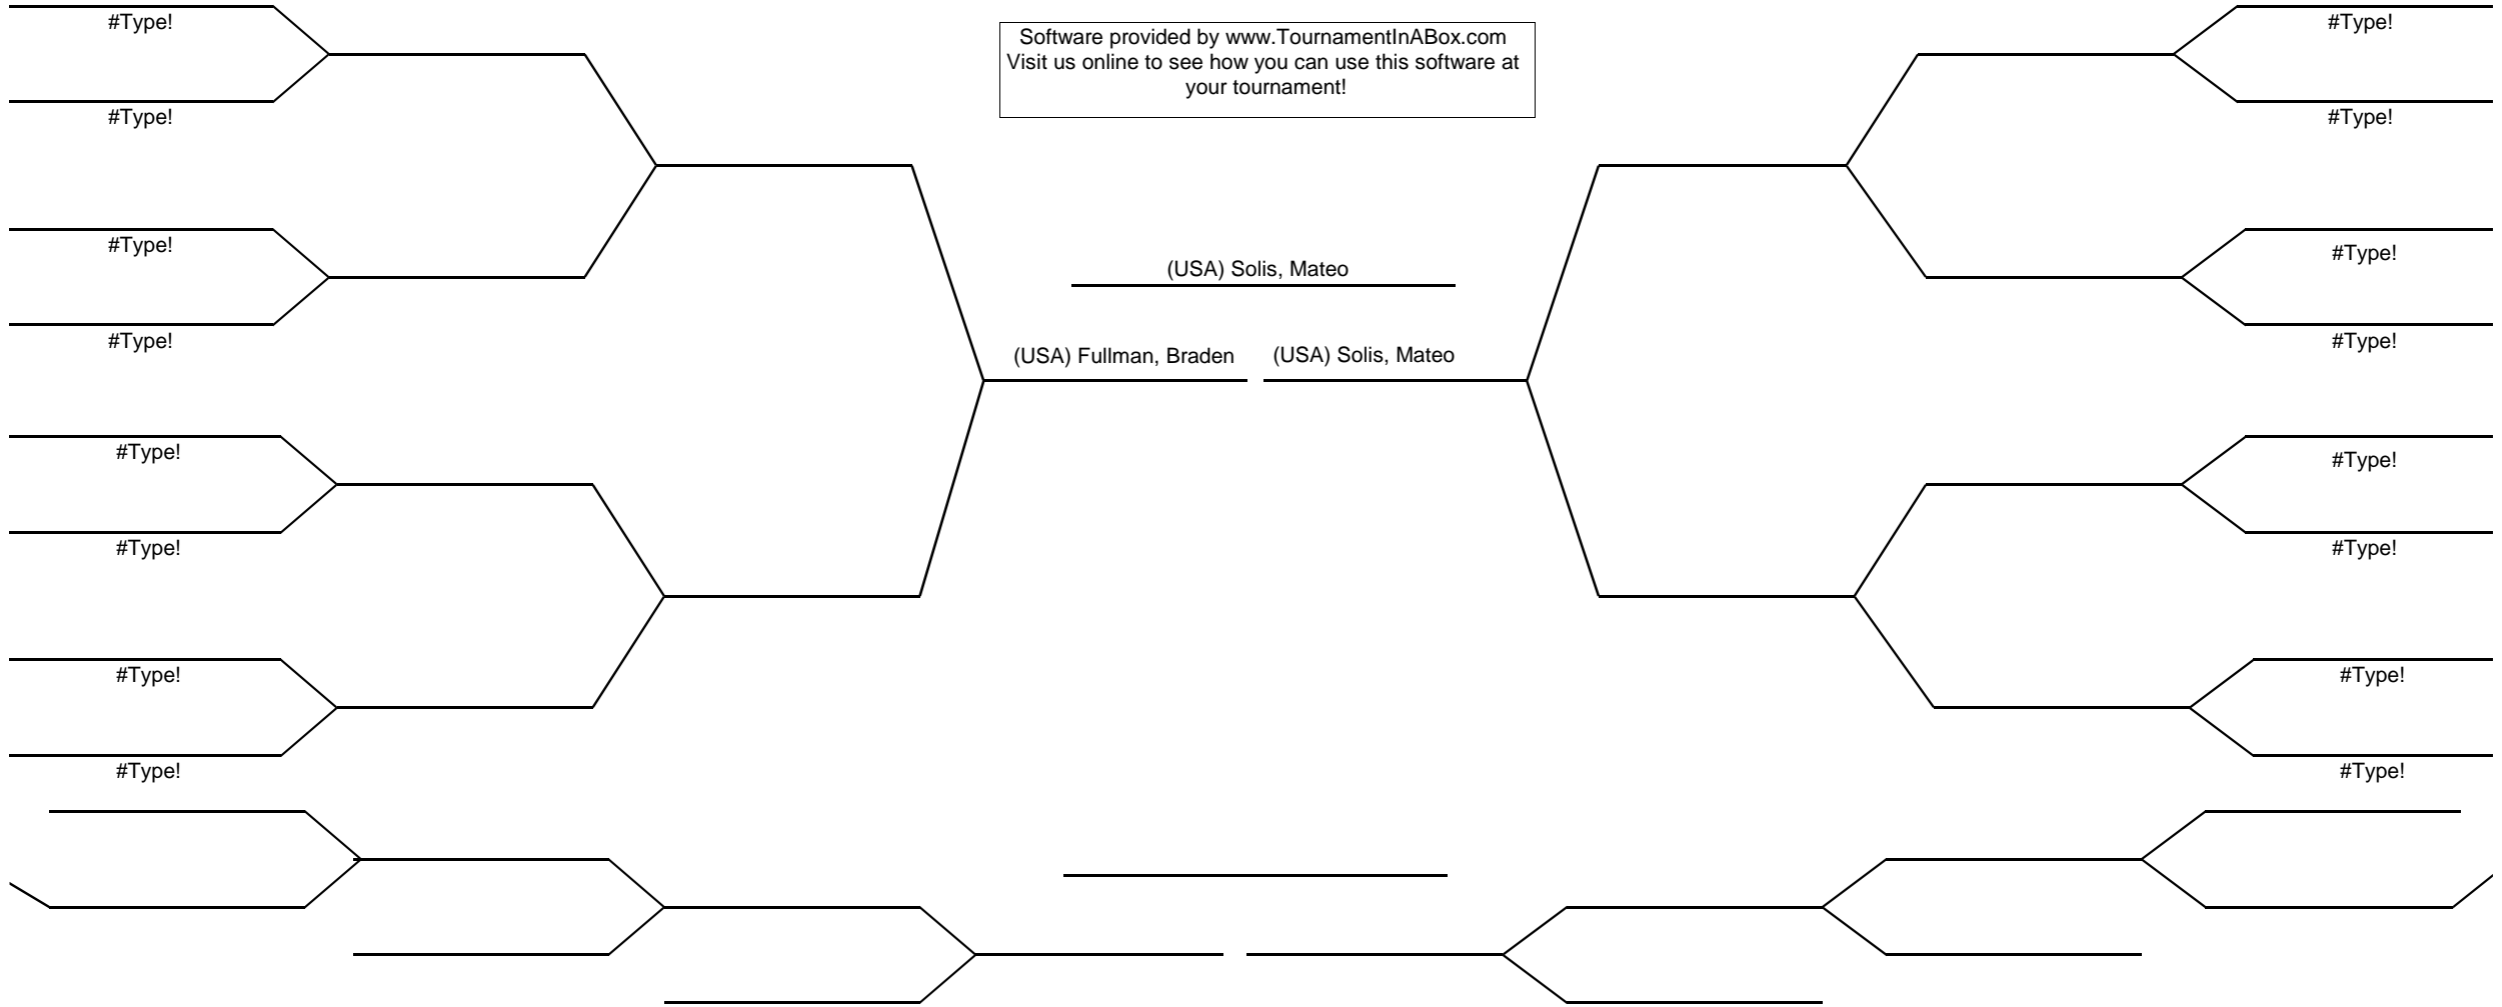 #Type!
#Type!
Software provided by www.TournamentInABox.com
Visit us online to see how you can use this software at
your tournament!
#Type!
#Type!
#Type!
#Type!
(USA) Solis, Mateo
#Type!
#Type!
(USA) Fullman, Braden
(USA) Solis, Mateo
#Type!
#Type!
#Type!
#Type!
#Type!
#Type!
#Type!
#Type!